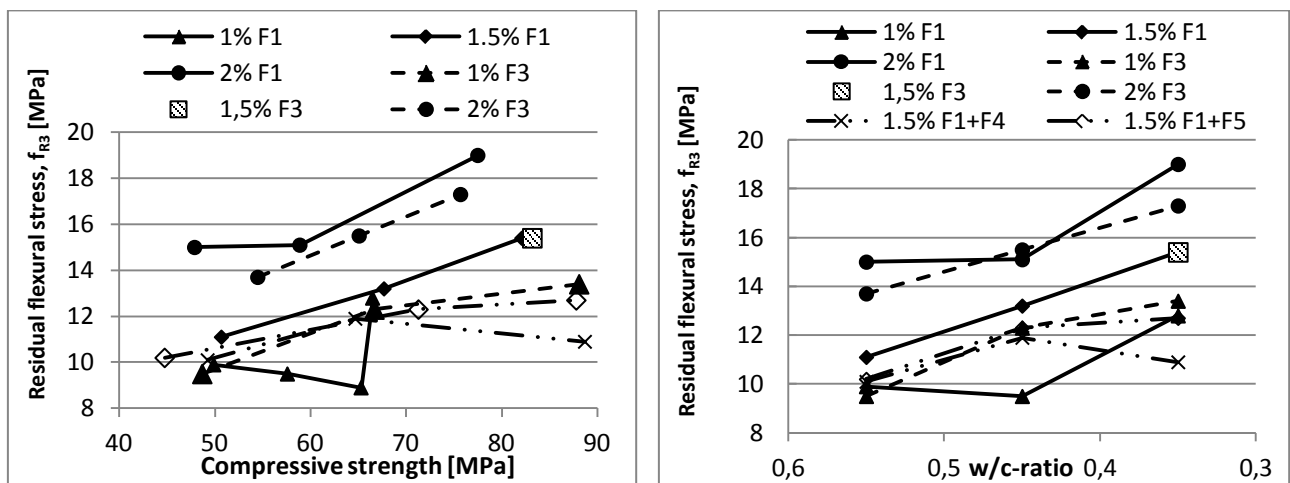 1% F1
1.5% F1
2% F1
1% F3
1,5% F3
2% F3
Residual flexural stress, fR3 [MPa]
20
18
16
14
12
10
8
40
50
60
70
80
90
Compressive strength [MPa]
1% F1
1.5% F1
2% F1
1% F3
1,5% F3
2% F3
1.5% F1+F4
1.5% F1+F5
Residual flexural stress, fR3 [MPa]
20
18
16
14
12
10
8
0,6
0,5
0,4
0,3
w/c-ratio